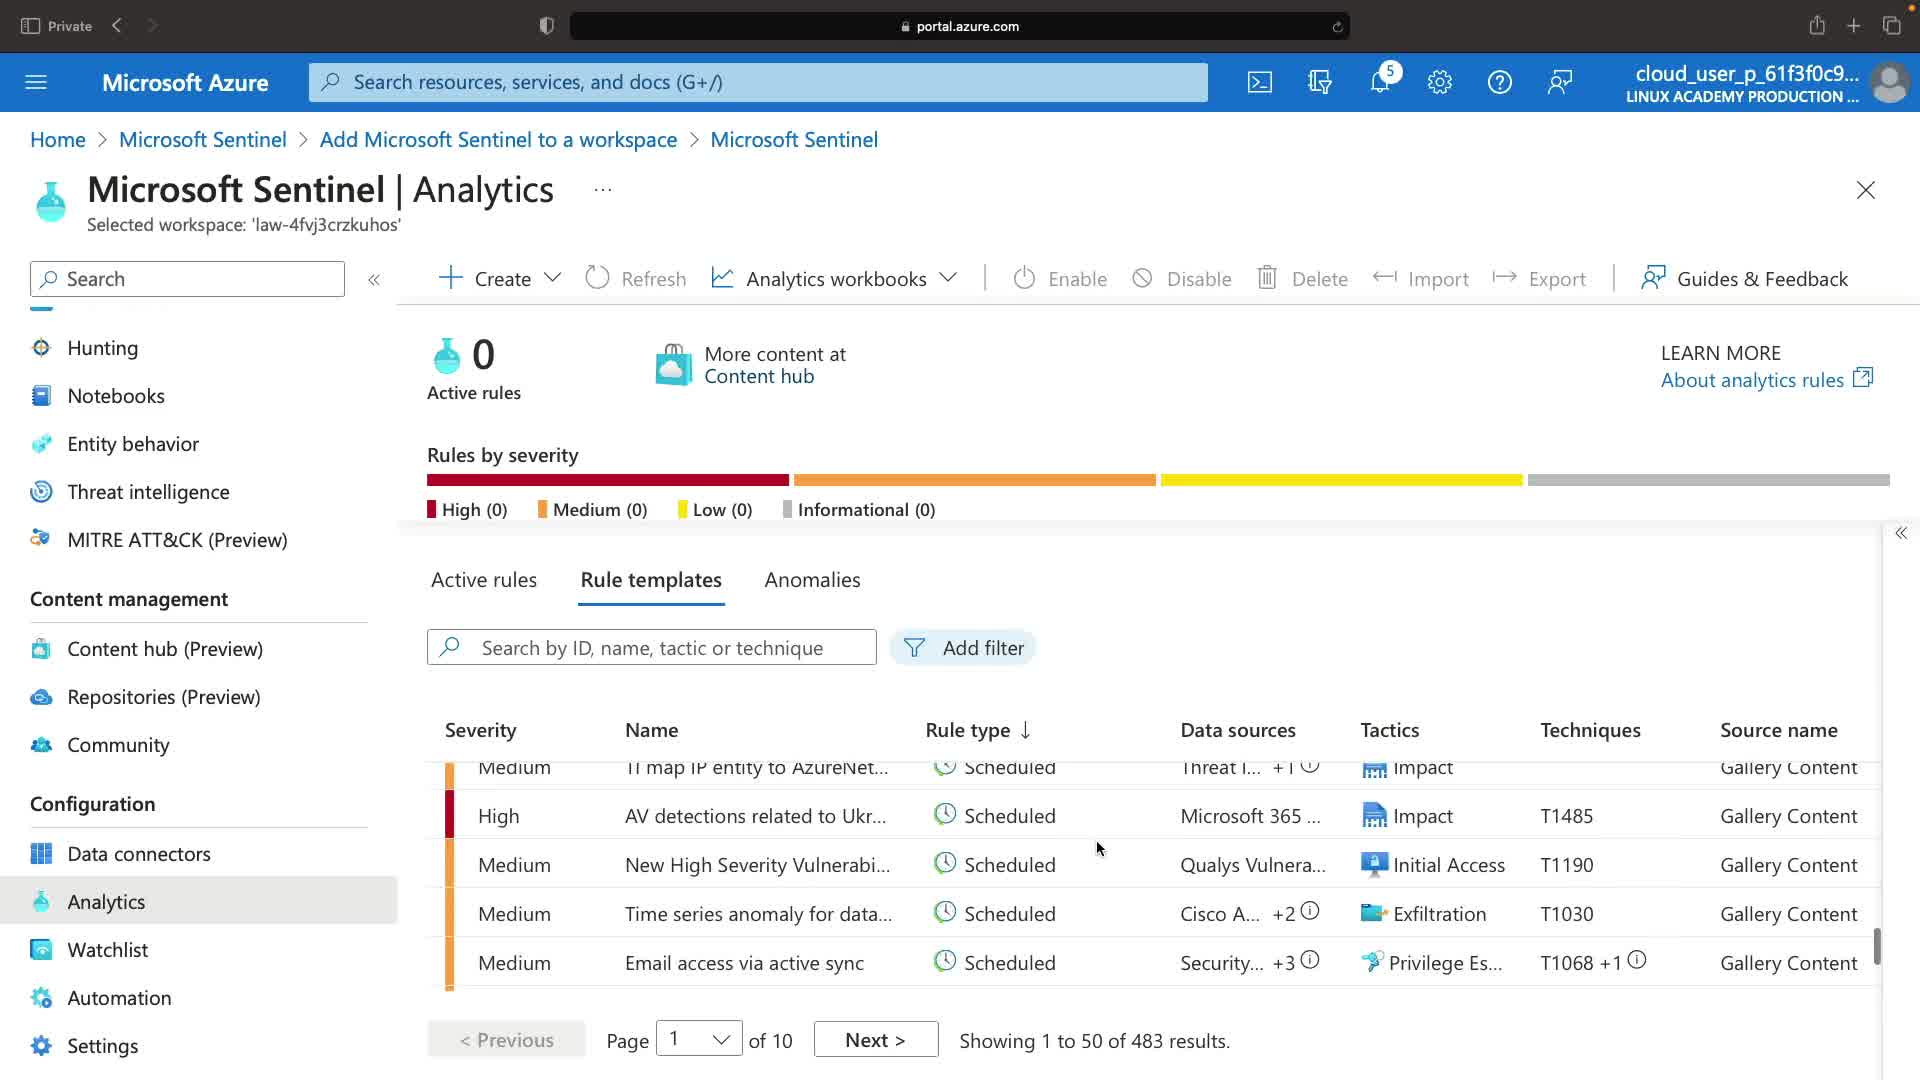 Private
portal.azure.com
Microsoft Azure
Search resources, services, and docs (G+/)
5
cloud_user_p_61f3f0c9...
LINUX ACADEMY PRODUCTION ...
Home > Microsoft Sentinel > Add Microsoft Sentinel to a workspace > Microsoft Sentinel
Microsoft Sentinel | Analytics ...
Selected workspace: 'law-4fvj3crzkuhos'
Search «
Create Refresh Analytics workbooks Enable Disable Delete Import Export Guides & Feedback
Hunting
Notebooks
Entity behavior
Threat intelligence
MITRE ATT&CK (Preview)
Content management
Content hub (Preview)
Repositories (Preview)
Community
Configuration
Data connectors
Analytics
Watchlist
Automation
Settings
0
Active rules
More content at
Content hub
LEARN MORE
About analytics rules
Rules by severity
High (0) Medium (0) Low (0) Informational (0)
«
Active rules Rule templates Anomalies
Search by ID, name, tactic or technique Add filter
Severity Name Rule type ↓ Data sources Tactics Techniques Source name
Medium TI map IP entity to AzureNet... Scheduled Threat I... +1 Impact Gallery Content
High AV detections related to Ukr... Scheduled Microsoft 365 ... Impact T1485 Gallery Content
Medium New High Severity Vulnerabi... Scheduled Qualys Vulnera... Initial Access T1190 Gallery Content
Medium Time series anomaly for data... Scheduled Cisco A... +2 Exfiltration T1030 Gallery Content
Medium Email access via active sync Scheduled Security... +3 Privilege Es... T1068 +1 Gallery Content
< Previous Page 1 of 10 Next > Showing 1 to 50 of 483 results.